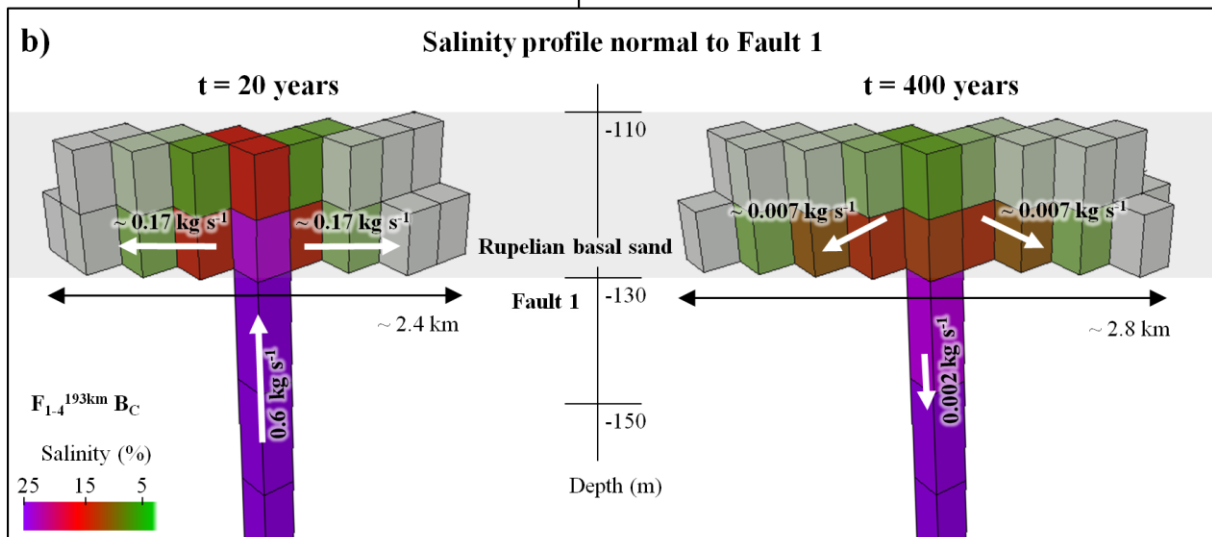 b)
Salinity profile normal to Fault 1
t = 20 years
t = 400 years
-110
~ 0.17 kg s⁻¹
~ 0.17 kg s⁻¹
~ 0.007 kg s⁻¹
~ 0.007 kg s⁻¹
Rupelian basal sand
-130
Fault 1
~ 2.4 km
~ 2.8 km
0.6 kg s⁻¹
0.002 kg s⁻¹
F₁₋₄¹⁹³ᵏᵐ B_C
-150
Salinity (%)
25 15 5
Depth (m)